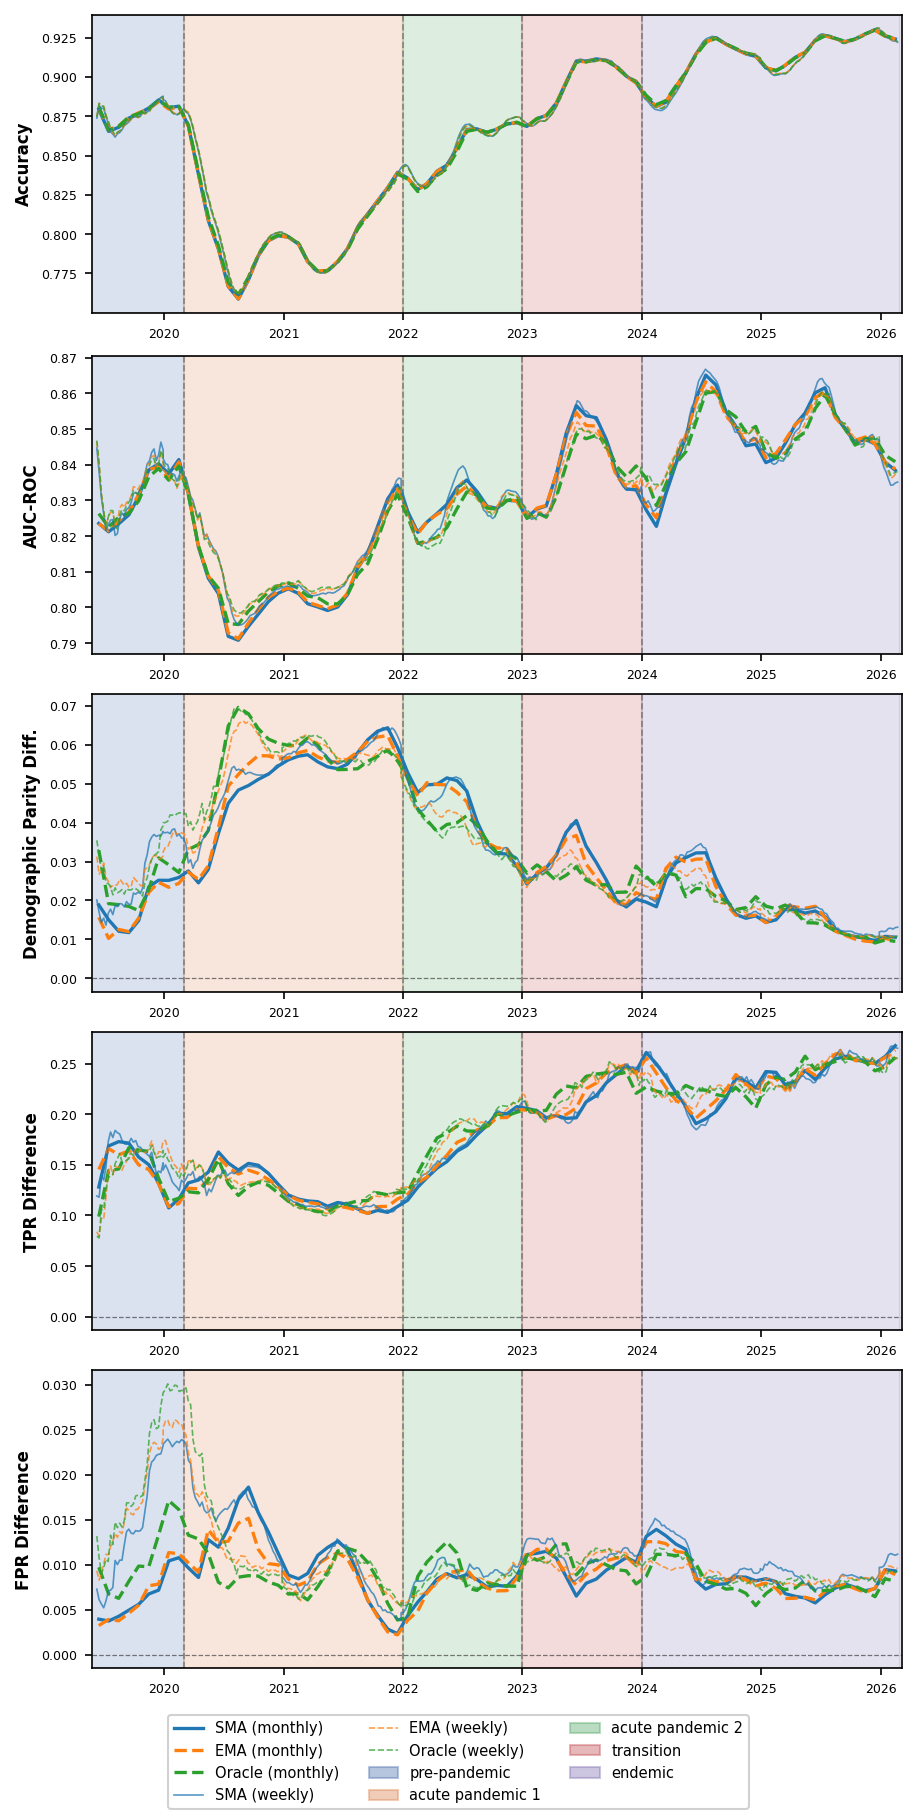 0.925
0.900
0.875
0.850
0.825
0.800
0.775
Accuracy
2020 2021 2022 2023 2024 2025 2026
0.87
0.86
0.85
0.84
0.83
0.82
0.81
0.80
0.79
AUC-ROC
2020 2021 2022 2023 2024 2025 2026
0.07
0.06
0.05
0.04
0.03
0.02
0.01
0.00
Demographic Parity Diff.
2020 2021 2022 2023 2024 2025 2026
0.25
0.20
0.15
0.10
0.05
0.00
TPR Difference
2020 2021 2022 2023 2024 2025 2026
0.030
0.025
0.020
0.015
0.010
0.005
0.000
FPR Difference
2020 2021 2022 2023 2024 2025 2026
SMA (monthly)
EMA (monthly)
Oracle (monthly)
SMA (weekly)
EMA (weekly)
Oracle (weekly)
pre-pandemic
acute pandemic 1
acute pandemic 2
transition
endemic